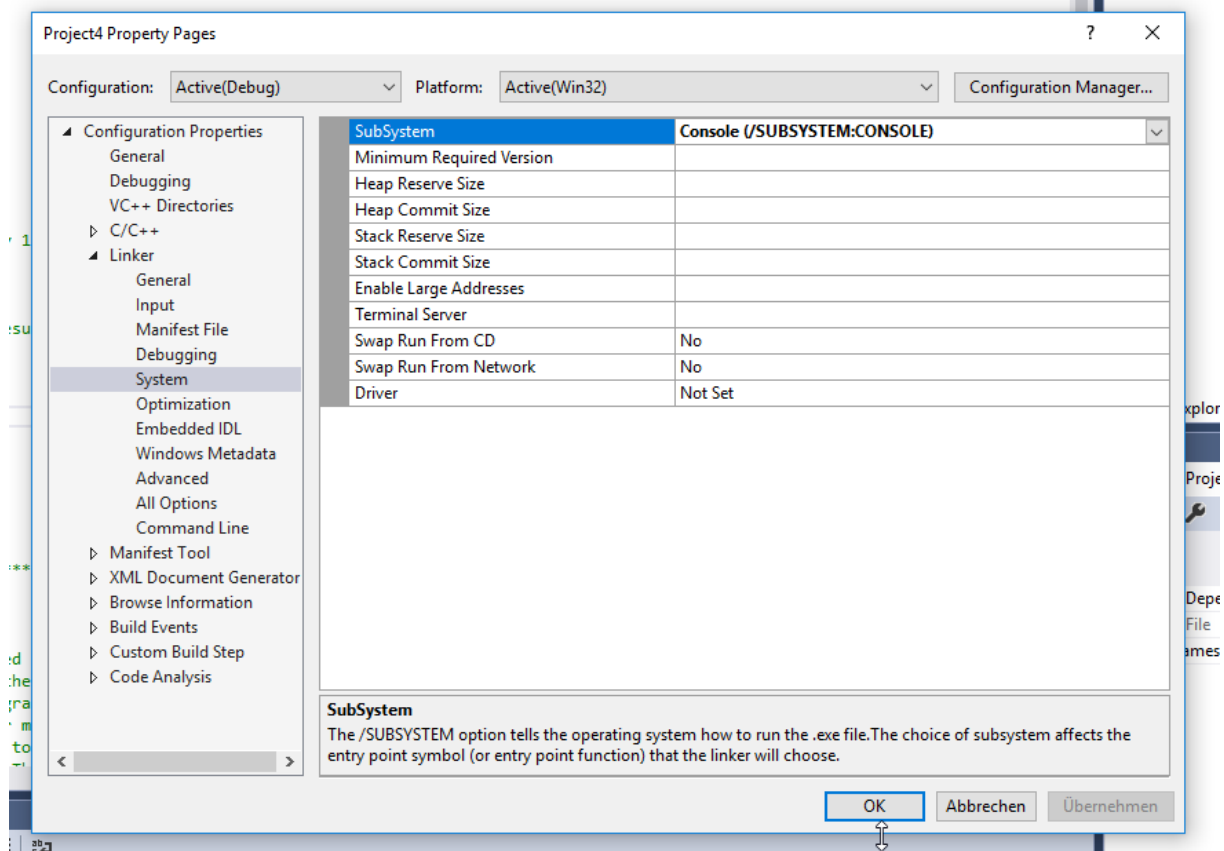 Project4 Property Pages
?
Configuration: Active(Debug) Platform: Active(Win32) Configuration Manager...
Configuration Properties
General
Debugging
VC++ Directories
C/C++
Linker
General
Input
Manifest File
Debugging
System
Optimization
Embedded IDL
Windows Metadata
Advanced
All Options
Command Line
Manifest Tool
XML Document Generator
Browse Information
Build Events
Custom Build Step
Code Analysis
SubSystem Console (/SUBSYSTEM:CONSOLE)
Minimum Required Version
Heap Reserve Size
Heap Commit Size
Stack Reserve Size
Stack Commit Size
Enable Large Addresses
Terminal Server
Swap Run From CD No
Swap Run From Network No
Driver Not Set
SubSystem
The /SUBSYSTEM option tells the operating system how to run the .exe file.The choice of subsystem affects the
entry point symbol (or entry point function) that the linker will choose.
OK Abbrechen Übernehmen
xplor
Proje
Depe
File
ames